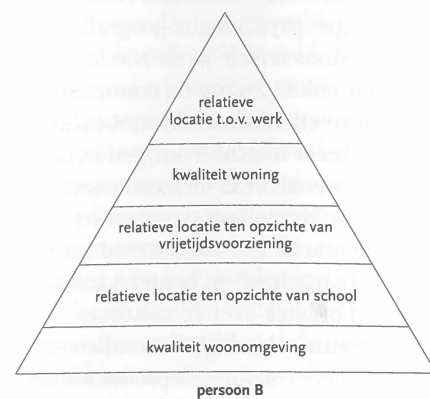 relatieve
locatie t.o.v. werk
kwaliteit woning
relatieve locatie ten opzichte van
vrijetijdsvoorziening
relatieve locatie ten opzichte van school
kwaliteit woonomgeving
persoon B